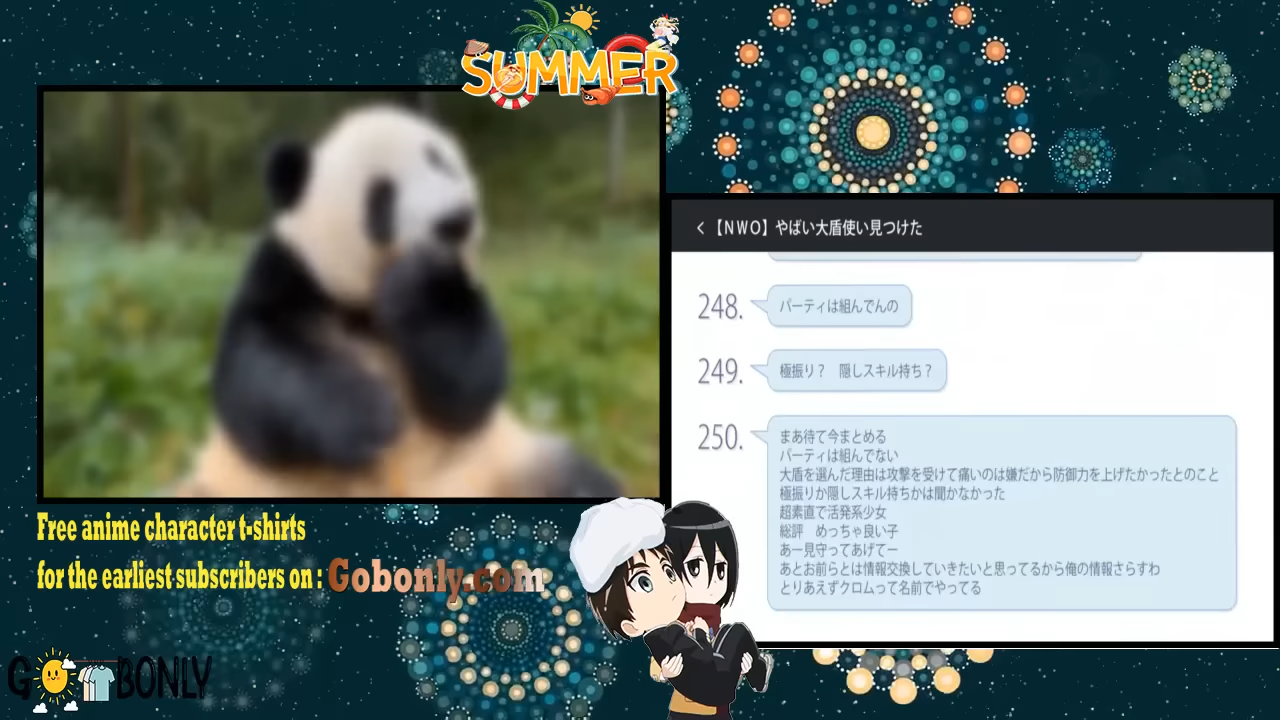 SUMMER
【NWO】やばい大盾使い見つけた
248.
パーティは組んでんの
249.
極振り？　隠しスキル持ち？
250.
まあ待て今まとめる
パーティは組んでない
大盾を選んだ理由は攻撃を受けて痛いのは嫌だから防御力を上げたかったとのこと
極振りか隠しスキル持ちかは聞かなかった
超素直で活発系少女
総評　めっちゃ良い子
あー見守ってあげてー
あとお前らとは情報交換していきたいと思ってるから俺の情報さらすわ
とりあえずクロムって名前でやってる
Free anime character t-shirts
for the earliest subscribers on : Gobonly.com
GOBONLY